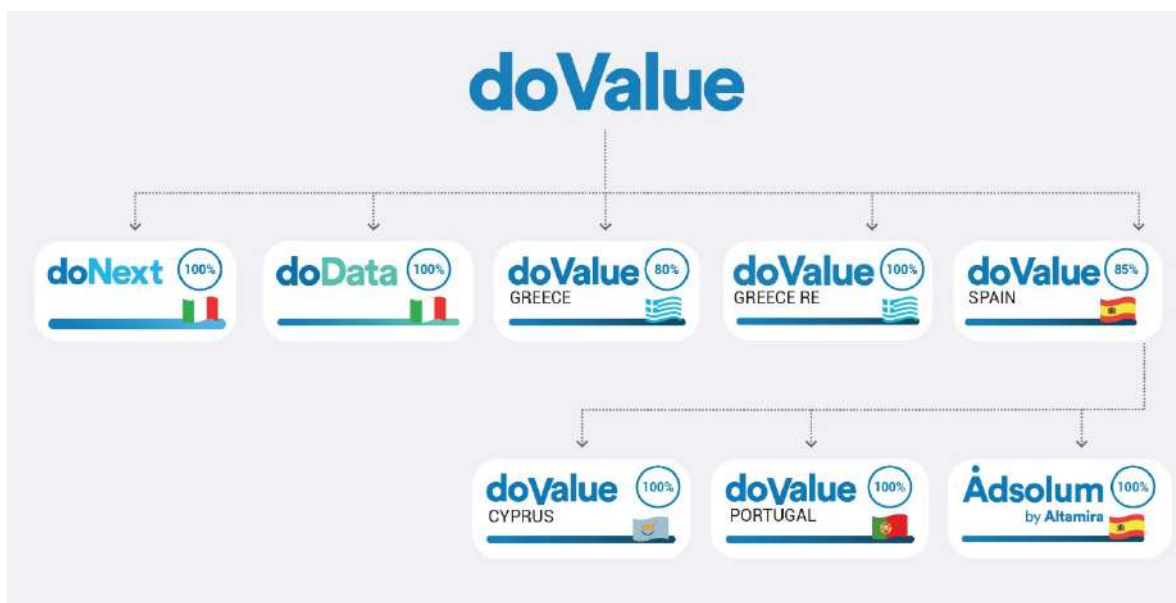 doValue
doNext 100%
doData 100%
doValue 80%
GREECE
doValue 100%
GREECE RE
doValue 85%
SPAIN
doValue 100%
CYPRUS
doValue 100%
PORTUGAL
Ådsolum 100%
by Altamira